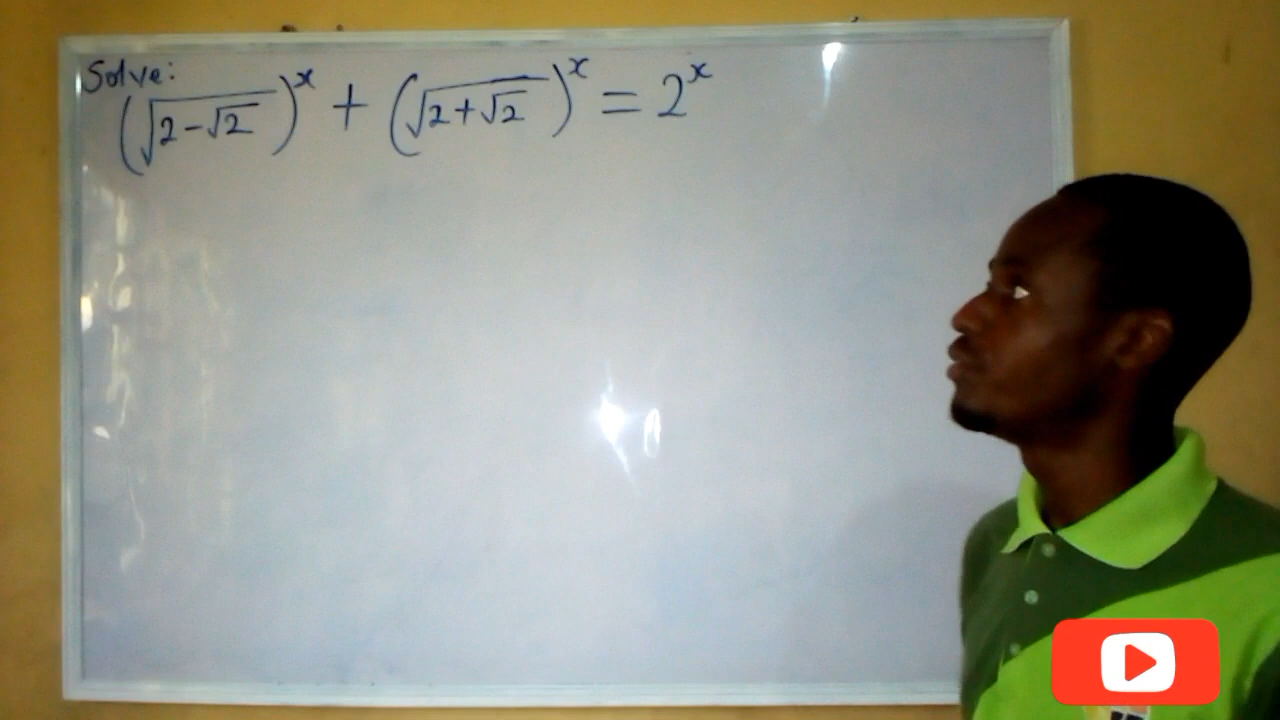 Solve:
(√(2-√2))^x + (√(2+√2))^x = 2^x